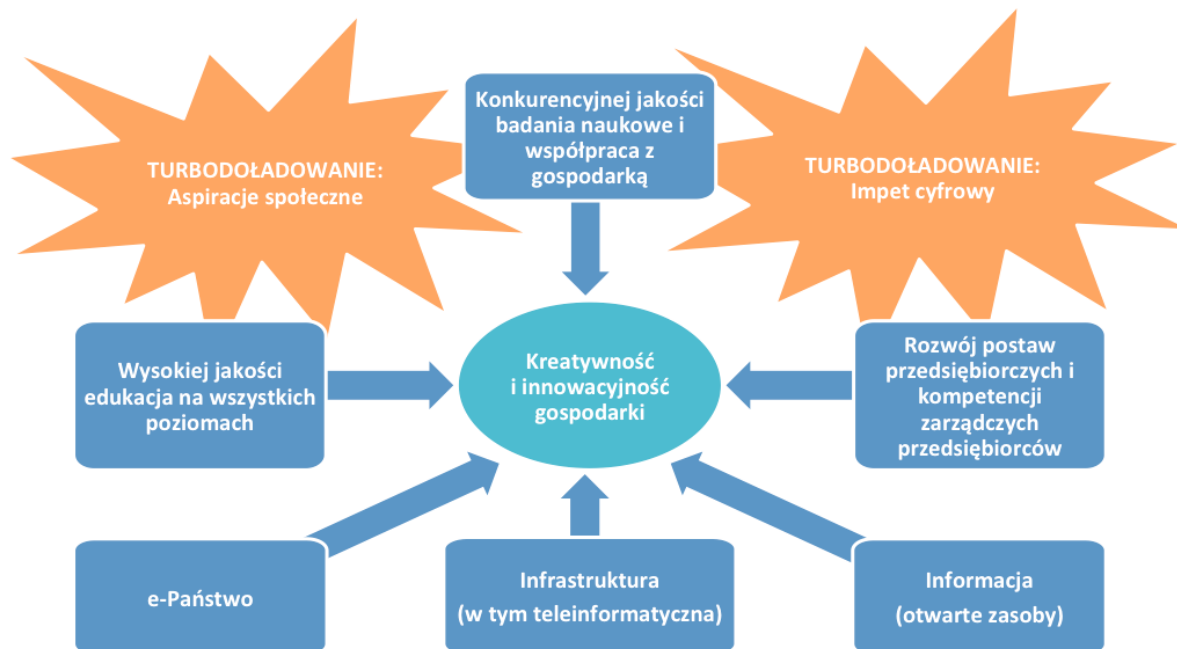 Konkurencyjnej jakości
badania naukowe i
współpraca z
gospodarką
TURBODOŁADOWANIE:
Aspiracje społeczne
TURBODOŁADOWANIE:
Impet cyfrowy
Wysokiej jakości
edukacja na wszystkich
poziomach
Kreatywność
i innowacyjność
gospodarki
Rozwój postaw
przedsiębiorczych i
kompetencji
zarządczych
przedsiębiorców
e-Państwo
Infrastruktura
(w tym teleinformatyczna)
Informacja
(otwarte zasoby)